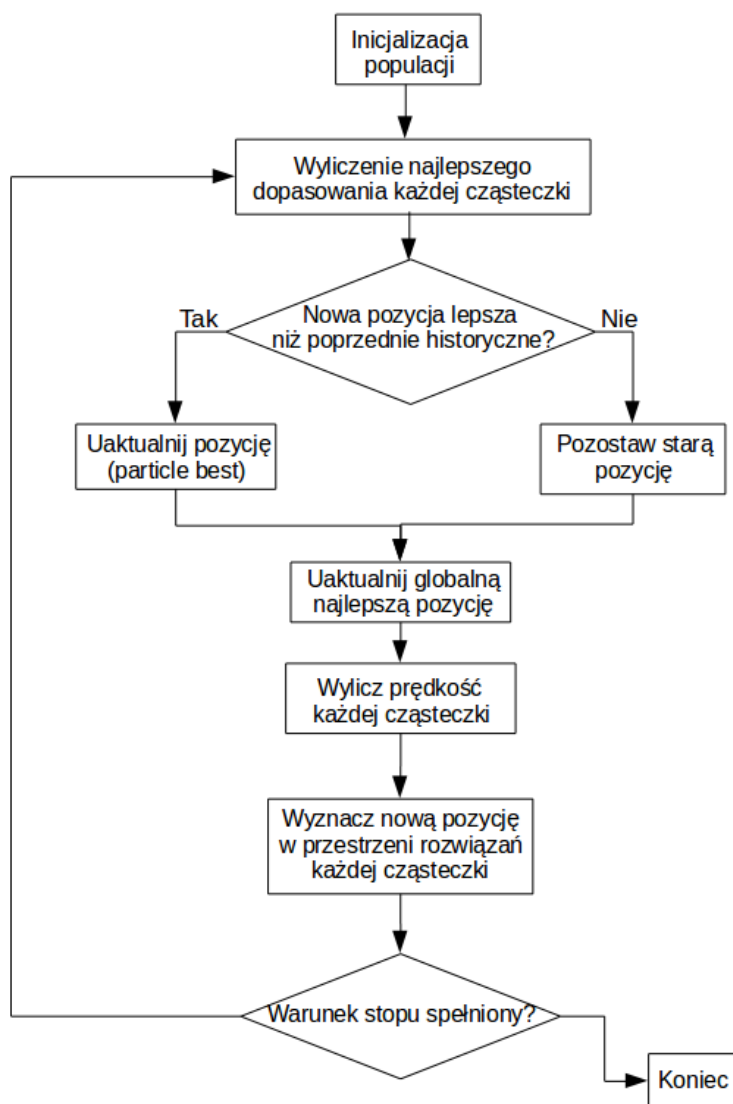 Inicjalizacja
populacji
Wyliczenie najlepszego
dopasowania każdej cząsteczki
Tak
Nowa pozycja lepsza
niż poprzednie historyczne?
Nie
Uaktualnij pozycję
(particle best)
Pozostaw starą
pozycję
Uaktualnij globalną
najlepszą pozycję
Wylicz prędkość
każdej cząsteczki
Wyznacz nową pozycję
w przestrzeni rozwiązań
każdej cząsteczki
Warunek stopu spełniony?
Koniec